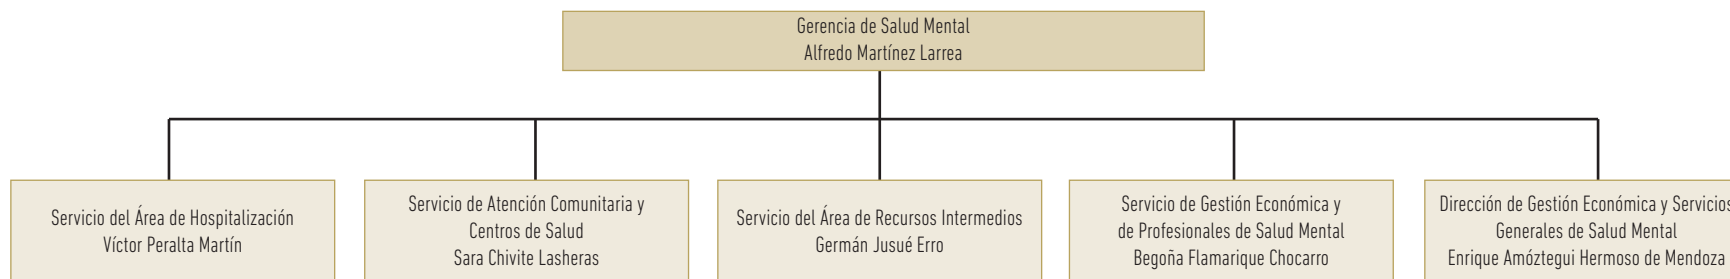 Gerencia de Salud Mental
Alfredo Martínez Larrea
Servicio del Área de Hospitalización
Víctor Peralta Martín
Servicio de Atención Comunitaria y
Centros de Salud
Sara Chivite Lasheras
Servicio del Área de Recursos Intermedios
Germán Jusué Erro
Servicio de Gestión Económica y
de Profesionales de Salud Mental
Begoña Flamarique Chocarro
Dirección de Gestión Económica y Servicios
Generales de Salud Mental
Enrique Amóztegui Hermoso de Mendoza